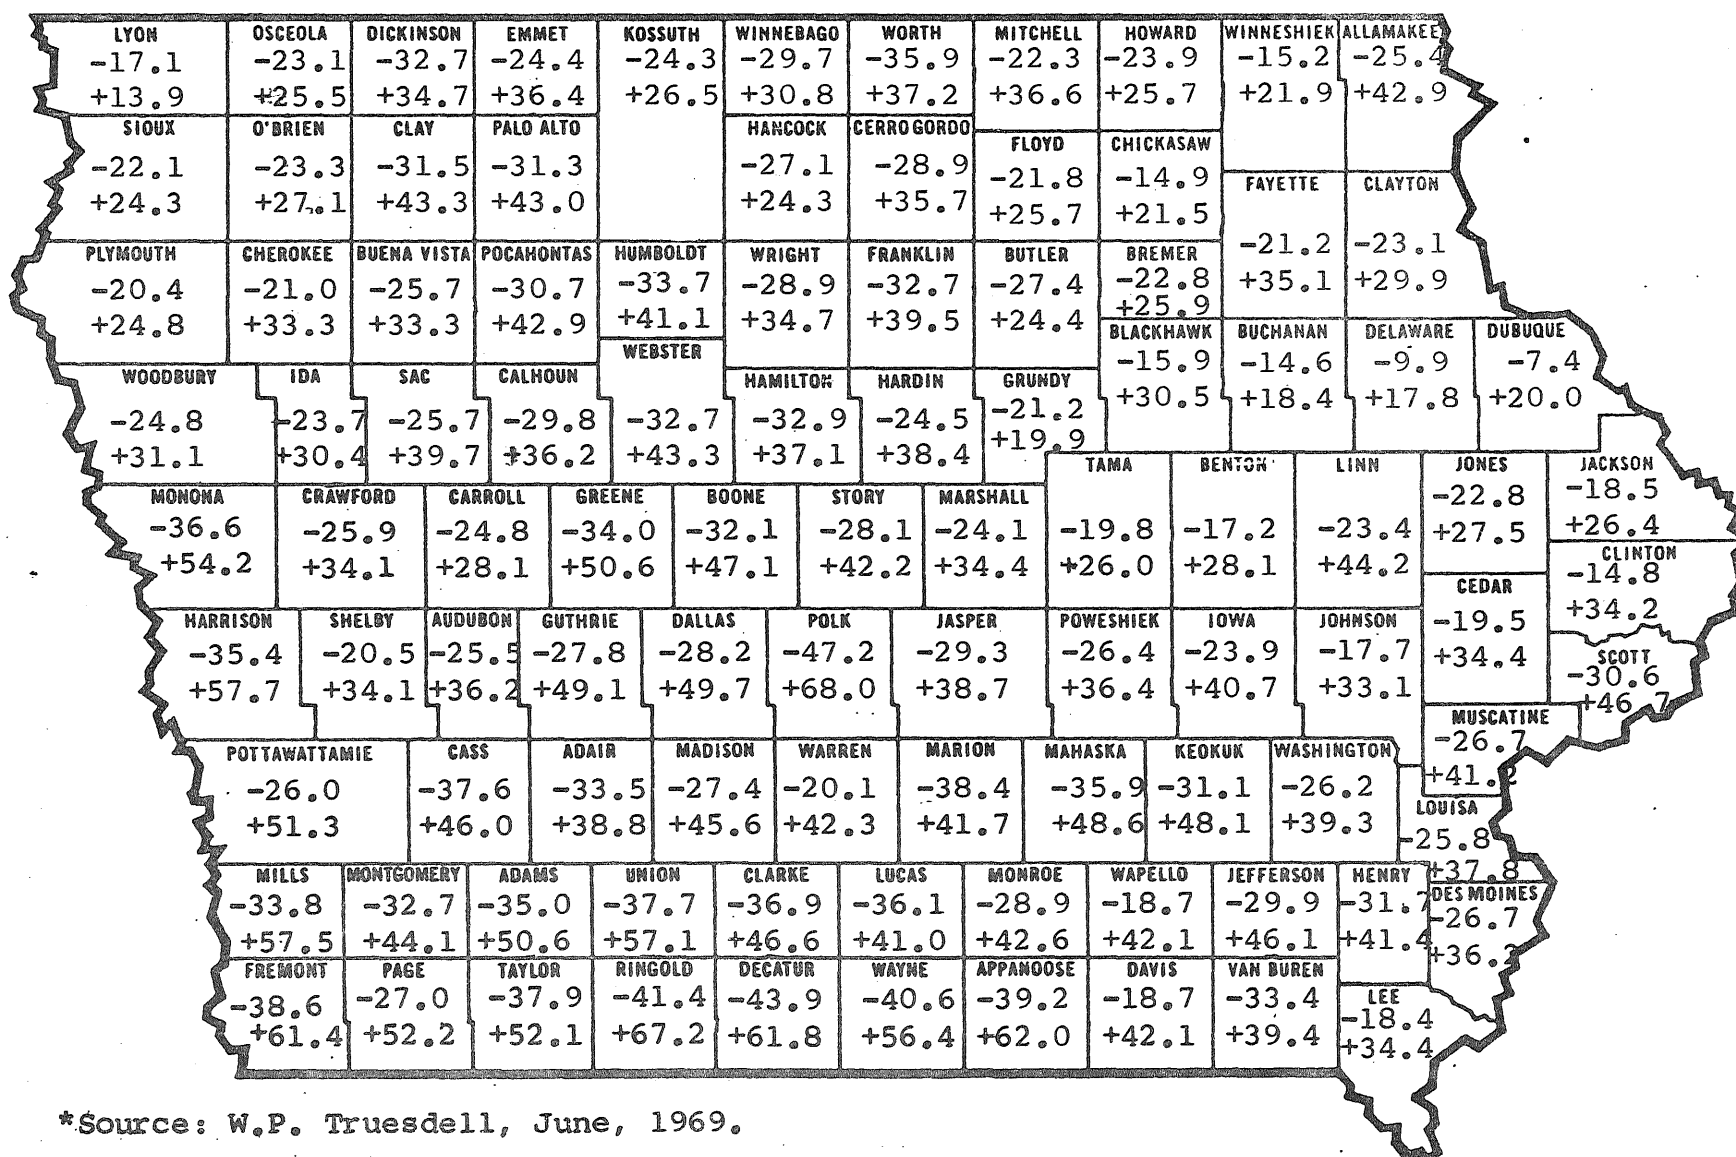 LYON
-17.1
+13.9
OSCEOLA
-23.1
+25.5
DICKINSON
-32.7
+34.7
EMMET
-24.4
+36.4
KOSSUTH
-24.3
+26.5
WINNEBAGO
-29.7
+30.8
WORTH
-35.9
+37.2
MITCHELL
-22.3
+36.6
HOWARD
-23.9
+25.7
WINNESHIEK
-15.2
+21.9
ALLAMAKEE
-25.4
+42.9
SIOUX
-22.1
+24.3
O'BRIEN
-23.3
+27.1
CLAY
-31.5
+43.3
PALO ALTO
-31.3
+43.0
HANCOCK
-27.1
+24.3
CERRO GORDO
-28.9
+35.7
FLOYD
-21.8
+25.7
CHICKASAW
-14.9
+21.5
FAYETTE
-21.2
+35.1
CLAYTON
-23.1
+29.9
PLYMOUTH
-20.4
+24.8
CHEROKEE
-21.0
+33.3
BUENA VISTA
-25.7
+33.3
POCAHONTAS
-30.7
+42.9
HUMBOLDT
-33.7
+41.1
WRIGHT
-28.9
+34.7
FRANKLIN
-32.7
+39.5
BUTLER
-27.4
+24.4
BREMER
-22.8
+25.9
BLACKHAWK
-15.9
+30.5
BUCHANAN
-14.6
+18.4
DELAWARE
-9.9
+17.8
DUBUQUE
-7.4
+20.0
WOODBURY
-24.8
+31.1
IDA
-23.7
+30.4
SAC
-25.7
+39.7
CALHOUN
-29.8
+36.2
WEBSTER
-32.7
+43.3
HAMILTON
-32.9
+37.1
HARDIN
-24.5
+38.4
GRUNDY
-21.2
+19.9
TAMA
-19.8
+26.0
BENTON
-17.2
+28.1
LINN
-23.4
+44.2
JONES
-22.8
+27.5
JACKSON
-18.5
+26.4
MONONA
-36.6
+54.2
CRAWFORD
-25.9
+34.1
CARROLL
-24.8
+28.1
GREENE
-34.0
+50.6
BOONE
-32.1
+47.1
STORY
-28.1
+42.2
MARSHALL
-24.1
+34.4
CLINTON
-14.8
+34.2
CEDAR
-19.5
+34.4
HARRISON
-35.4
+57.7
SHELBY
-20.5
+34.1
AUDUBON
-25.5
+36.2
GUTHRIE
-27.8
+49.1
DALLAS
-28.2
+49.7
POLK
-47.2
+68.0
JASPER
-29.3
+38.7
POWESHIEK
-26.4
+36.4
IOWA
-23.9
+40.7
JOHNSON
-17.7
+33.1
SCOTT
-30.6
+46.7
MUSCATINE
-26.7
+41.2
POTTAWATTAMIE
-26.0
+51.3
CASS
-37.6
+46.0
ADAIR
-33.5
+38.8
MADISON
-27.4
+45.6
WARREN
-20.1
+42.3
MARION
-38.4
+41.7
MAHASKA
-35.9
+48.6
KEOKUK
-31.1
+48.1
WASHINGTON
-26.2
+39.3
LOUISA
-25.8
+37.8
MILLS
-33.8
+57.5
MONTGOMERY
-32.7
+44.1
ADAMS
-35.0
+50.6
UNION
-37.7
+57.1
CLARKE
-36.9
+46.6
LUCAS
-36.1
+41.0
MONROE
-28.9
+42.6
WAPELLO
-18.7
+42.1
JEFFERSON
-29.9
+46.1
HENRY
-31.7
+41.4
DES MOINES
-26.7
+36.2
FREMONT
-38.6
+61.4
PAGE
-27.0
+52.2
TAYLOR
-37.9
+52.1
RINGOLD
-41.4
+67.2
DECATUR
-43.9
+61.8
WAYNE
-40.6
+56.4
APPANOOSE
-39.2
+62.0
DAVIS
-18.7
+42.1
VAN BUREN
-33.4
+39.4
LEE
-18.4
+34.4
*Source: W.P. Truesdell, June, 1969.